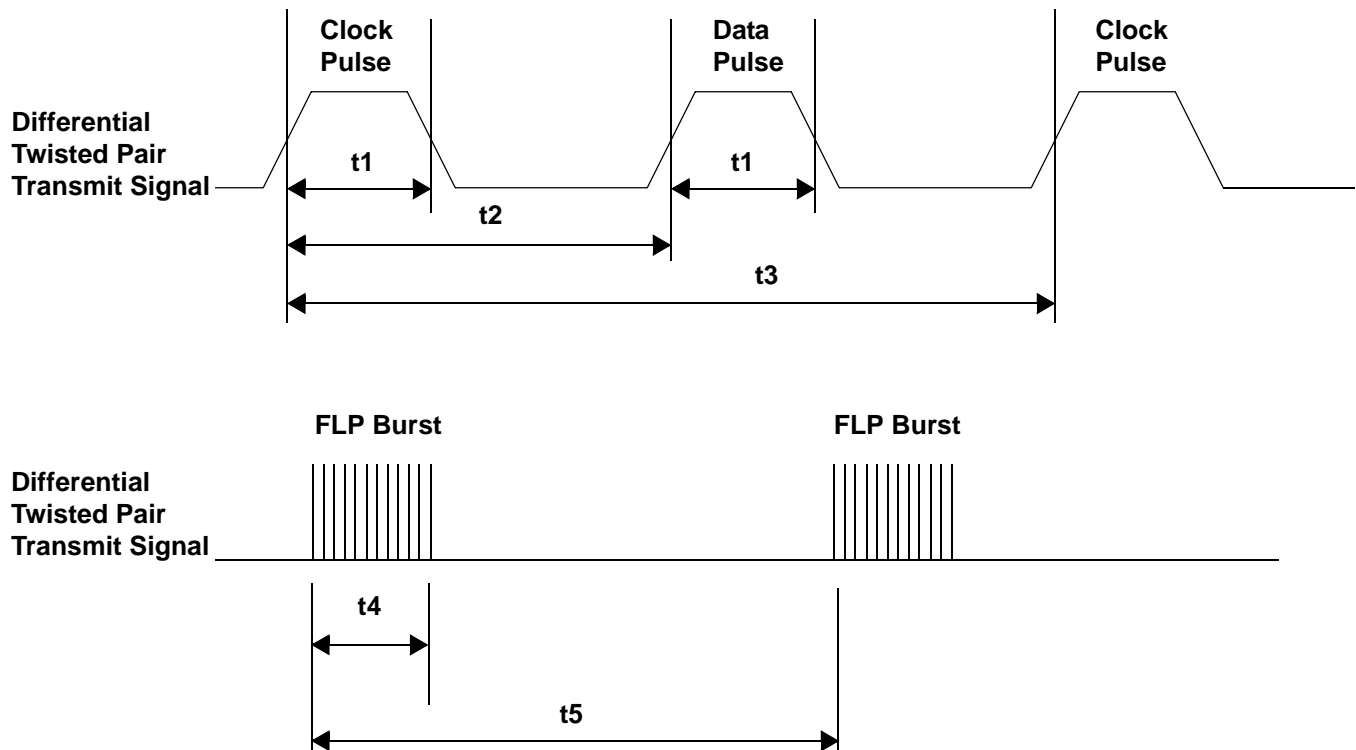 Clock
Pulse
Data
Pulse
Clock
Pulse
Differential
Twisted Pair
Transmit Signal
t1
t1
t2
t3
FLP Burst
FLP Burst
Differential
Twisted Pair
Transmit Signal
t4
t5